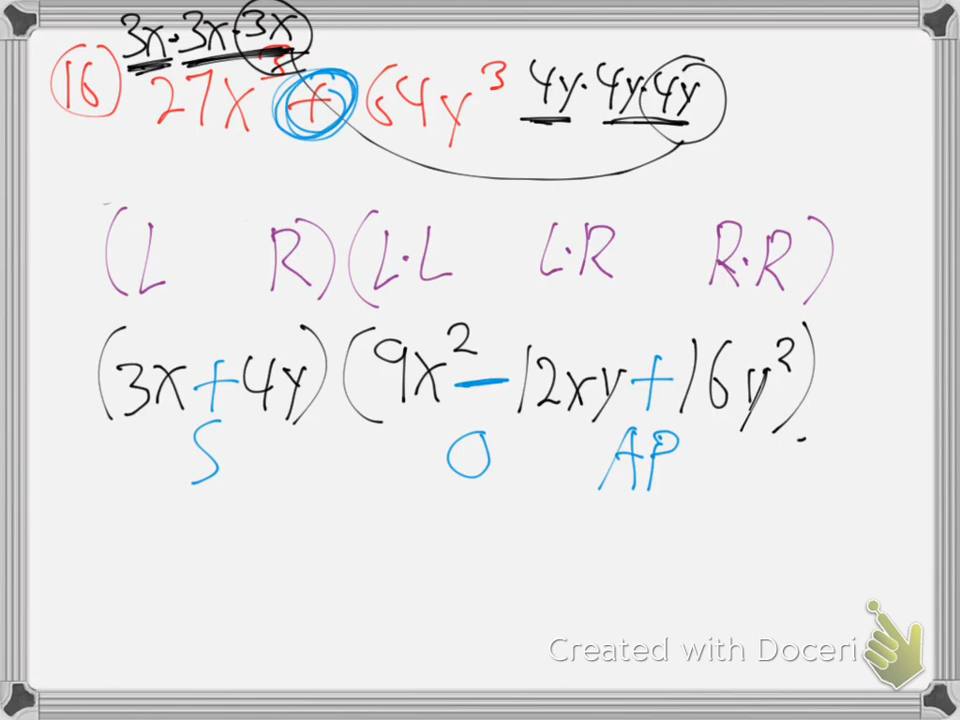 3x · 3x · 3x
16 27x³ + 64y³ 4y · 4y · 4y
(L R)(L·L L·R R·R)
(3x+4y)(9x²-12xy+16y²)
S O AP
Created with Doceri